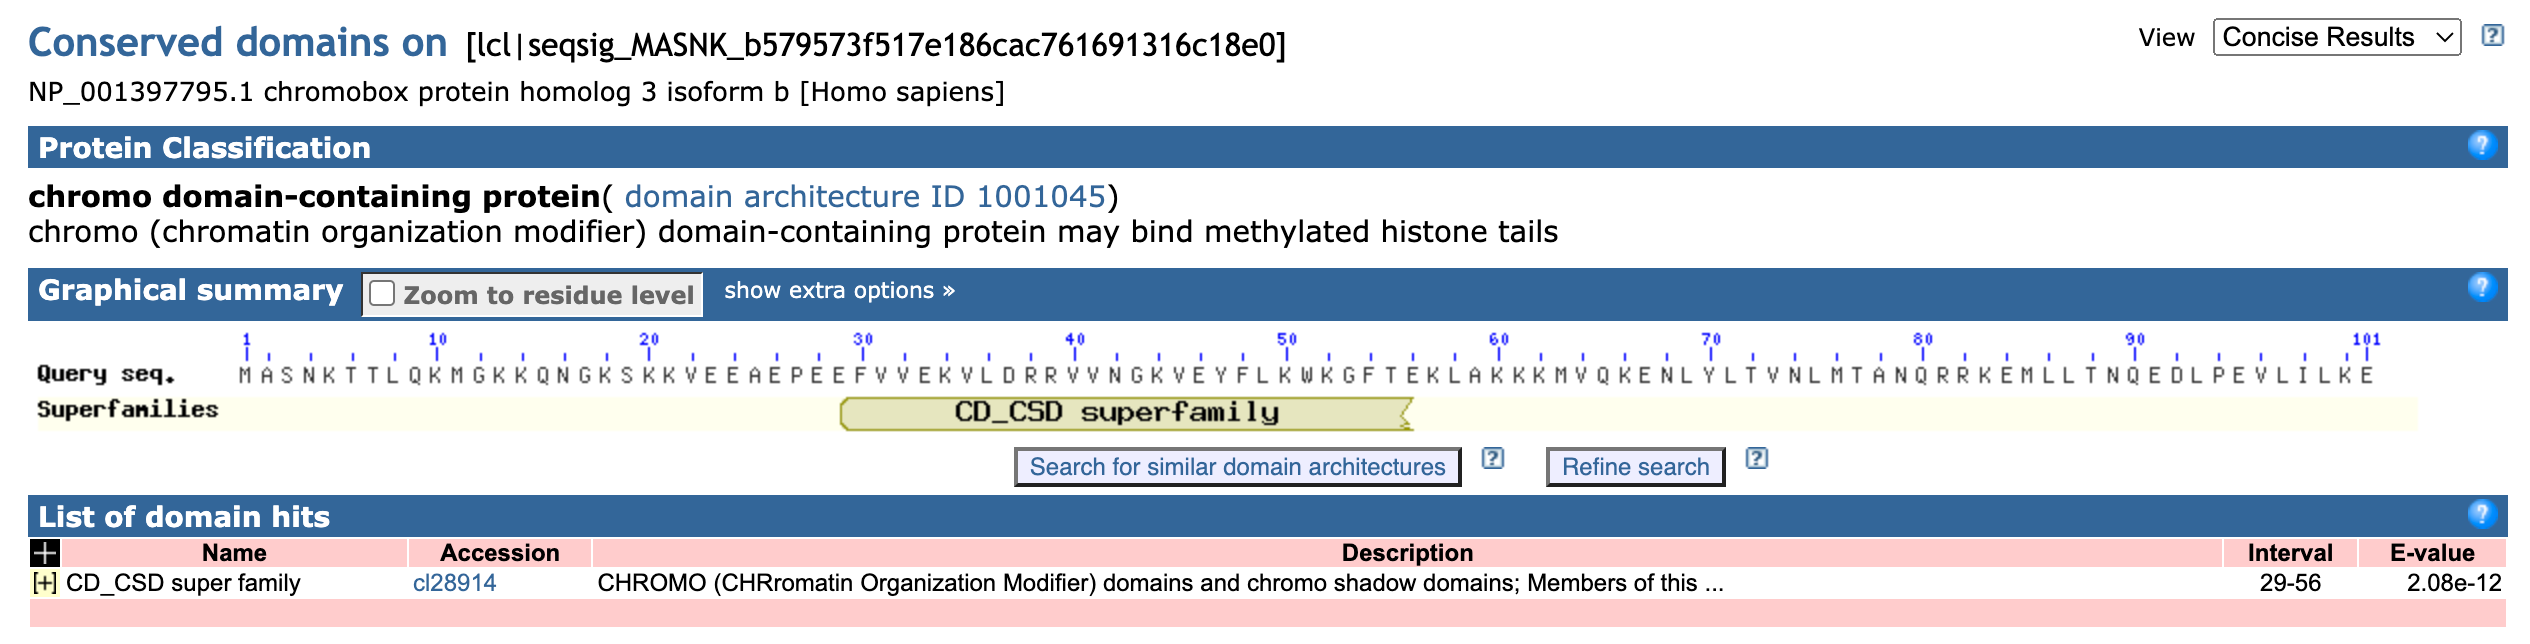 Conserved domains on [lcl|seqsig_MASNK_b579573f517e186cac761691316c18e0]
View Concise Results ?
NP_001397795.1 chromobox protein homolog 3 isoform b [Homo sapiens]
Protein Classification ?
chromo domain-containing protein( domain architecture ID 1001045)
chromo (chromatin organization modifier) domain-containing protein may bind methylated histone tails
Graphical summary Zoom to residue level show extra options » ?
1 10 20 30 40 50 60 70 80 90 101
Query seq. M A S N K T T L Q K M G K K Q N G K S K K V E E A E P E E F V V E K V L D R R V V N G K V E Y F L K W K G F T E K L A K K K M V Q K E N L Y L T V N L M T A N Q R R K E M L L T N Q E D L P E V L I L K E
Superfamilies CD_CSD superfamily
Search for similar domain architectures ? Refine search ?
List of domain hits ?
+ Name Accession Description Interval E-value
[+] CD_CSD super family cl28914 CHROMO (CHRromatin Organization Modifier) domains and chromo shadow domains; Members of this ... 29-56 2.08e-12